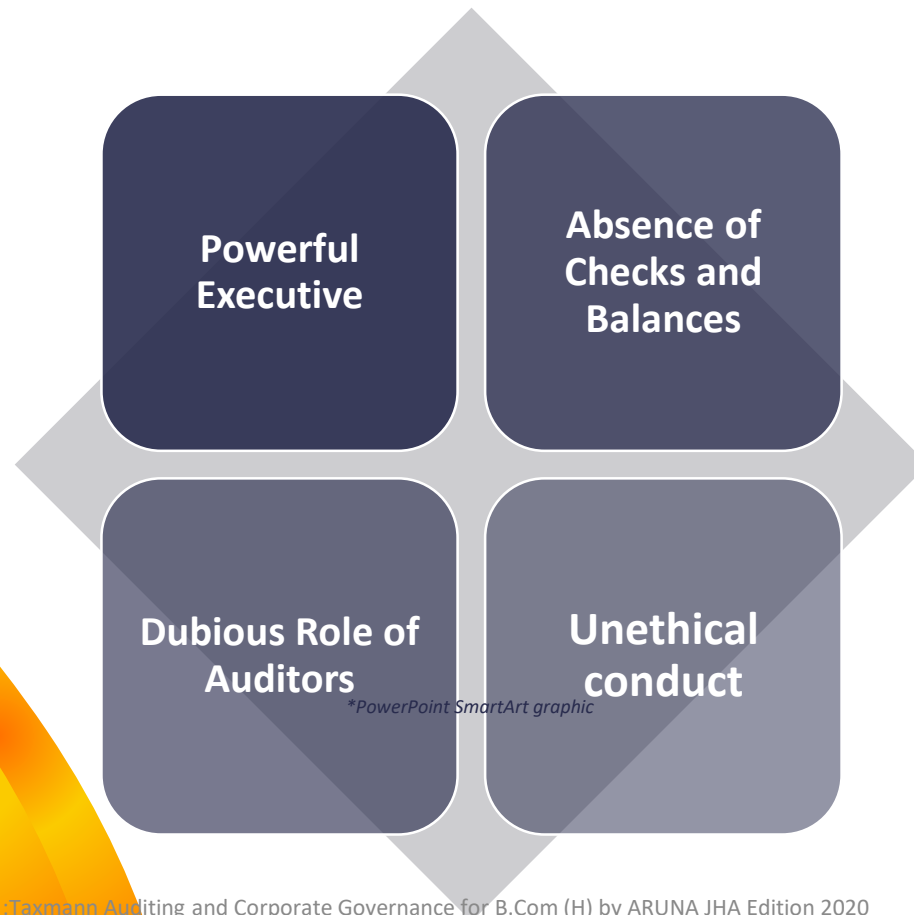 Powerful
Executive
Absence of
Checks and
Balances
Dubious Role of
Auditors
Unethical
conduct
*PowerPoint SmartArt graphic
:Taxmann Auditing and Corporate Governance for B.Com (H) by ARUNA JHA Edition 2020